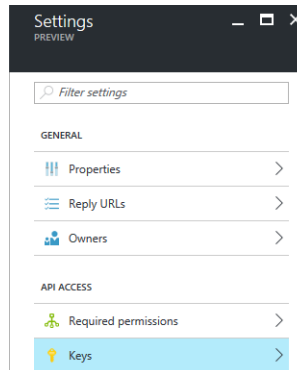 Settings
PREVIEW
Filter settings
GENERAL
Properties
Reply URLs
Owners
API ACCESS
Required permissions
Keys